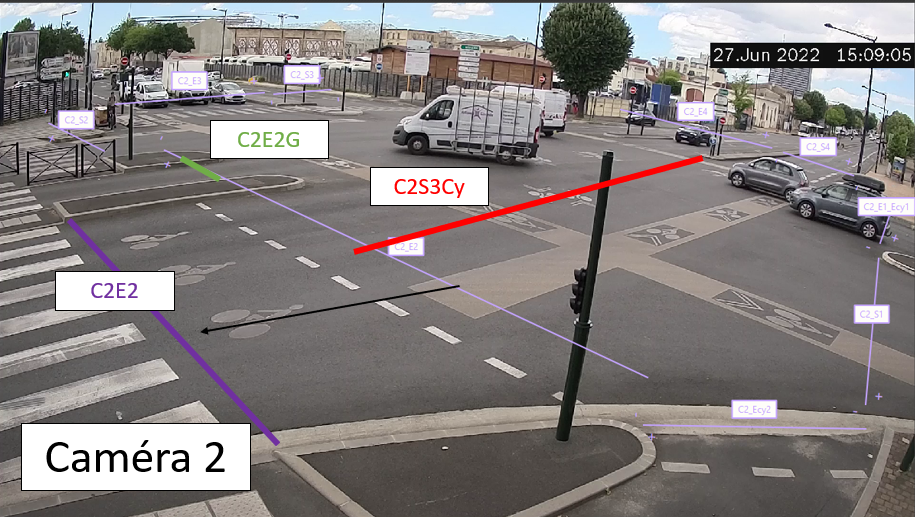 27.Jun 2022 15:09:05
C2_E3
C2_S3
C2_S2
C2_E4
C2_S4
C2E2G
C2S3Cy
C2_E1_Ecy1
C2_E2
C2E2
C2_S1
C2_Ecy2
Caméra 2